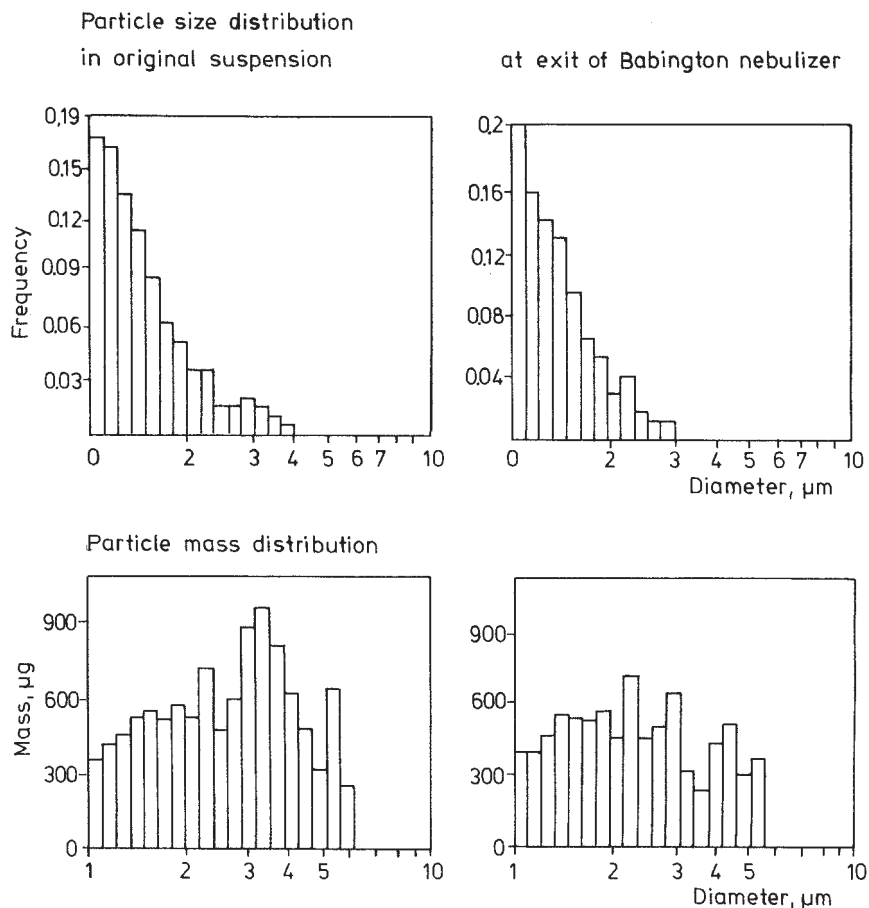 Particle size distribution
in original suspension
at exit of Babington nebulizer
0,19
0.15
0.12
0.09
0.06
0.03
Frequency
0 2 3 4 5 6 7 10
0,2
0.16
0.12
0.08
0.04
0 2 3 4 5 6 7 10
Diameter, µm
Particle mass distribution
900
600
300
0
Mass, µg
1 2 3 4 5 6 10
900
600
300
0
1 2 3 4 5 10
Diameter, µm